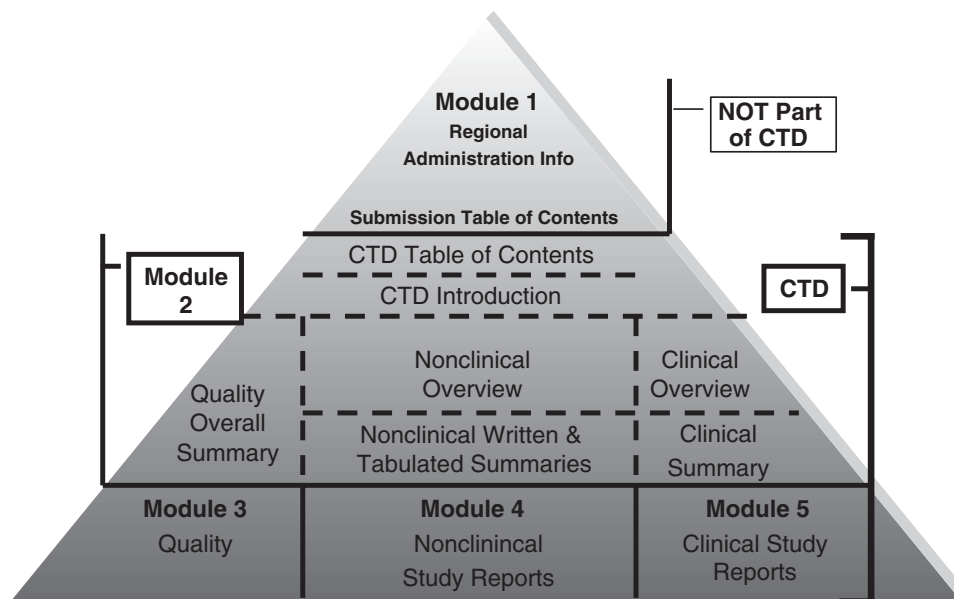 Module 1
Regional
Administration Info
NOT Part
of CTD
Submission Table of Contents
CTD Table of Contents
Module
2
CTD Introduction
CTD
Nonclinical
Overview
Clinical
Overview
Quality
Overall
Summary
Nonclinical Written &
Tabulated Summaries
Clinical
Summary
Module 3
Quality
Module 4
Nonclinincal
Study Reports
Module 5
Clinical Study
Reports